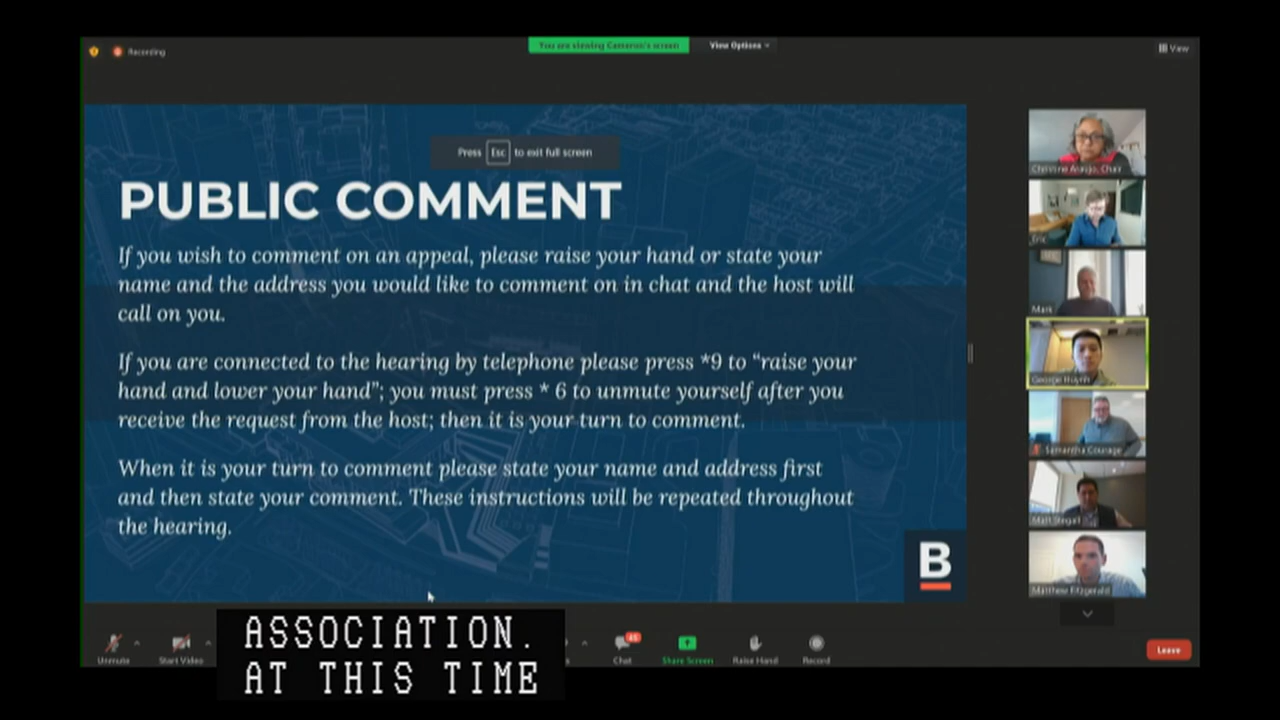 Recording
You are viewing Cameron's screen
View Options
View
Press Esc to exit full screen
PUBLIC COMMENT
If you wish to comment on an appeal, please raise your hand or state your
name and the address you would like to comment on in chat and the host will
call on you.
If you are connected to the hearing by telephone please press *9 to “raise your
hand and lower your hand”; you must press * 6 to unmute yourself after you
receive the request from the host; then it is your turn to comment.
When it is your turn to comment please state your name and address first
and then state your comment. These instructions will be repeated throughout
the hearing.
B
Christine Araujo, Chair
Eric
Mark
George Huynh
Samantha Courage
Matt
Matthew Fitzgerald
Unmute
Start Video
Chat
Share Screen
Raise Hand
Record
Leave
ASSOCIATION.
AT THIS TIME